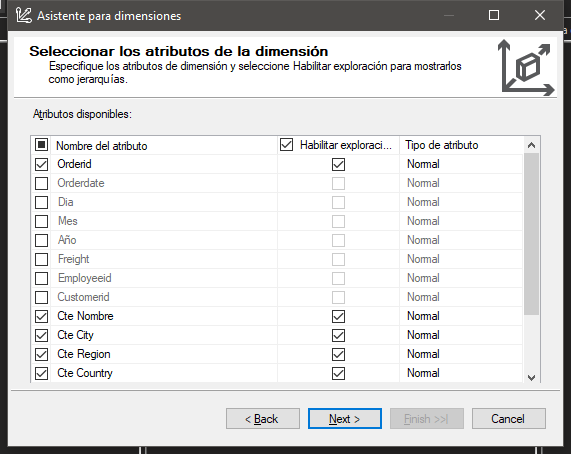 Asistente para dimensiones
Seleccionar los atributos de la dimensión
Especifique los atributos de dimensión y seleccione Habilitar exploración para mostrarlos
como jerarquías.
Atributos disponibles:
Nombre del atributo Habilitar exploraci... Tipo de atributo
Orderid Normal
Orderdate Normal
Dia Normal
Mes Normal
Año Normal
Freight Normal
Employeeid Normal
Customerid Normal
Cte Nombre Normal
Cte City Normal
Cte Region Normal
Cte Country Normal
< Back Next > Finish >>| Cancel